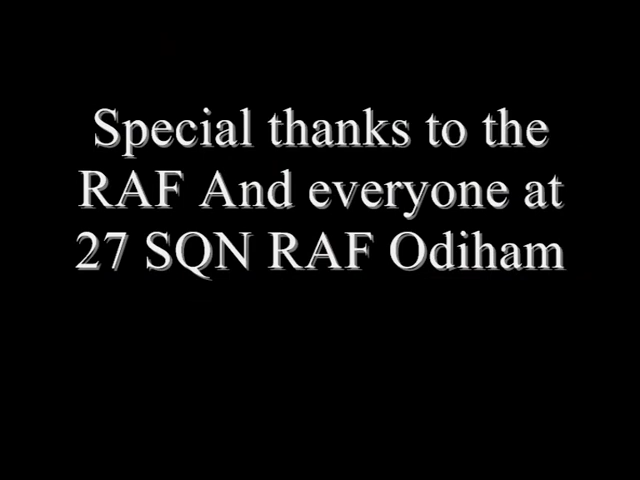 Special thanks to the
RAF And everyone at
27 SQN RAF Odiham